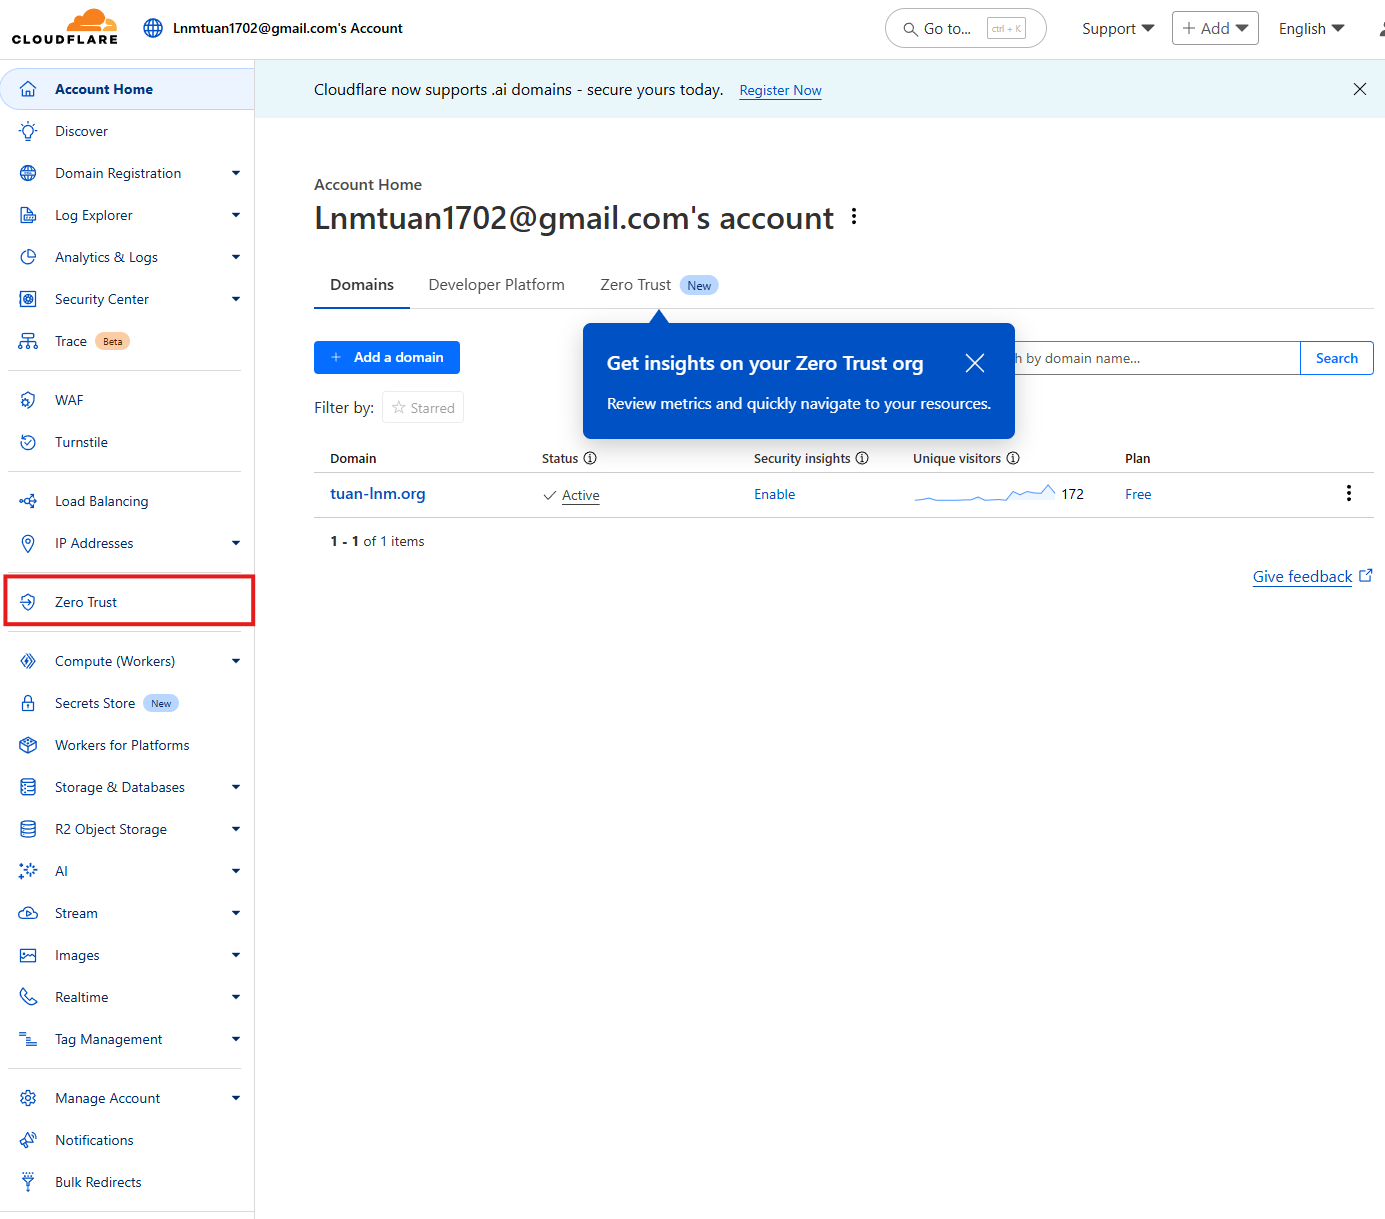 CLOUDFLARE
Lnmtuan1702@gmail.com's Account
Go to...
ctrl + K
Support
+ Add
English
Account Home
Discover
Domain Registration
Log Explorer
Analytics & Logs
Security Center
Trace Beta
WAF
Turnstile
Load Balancing
IP Addresses
Zero Trust
Compute (Workers)
Secrets Store New
Workers for Platforms
Storage & Databases
R2 Object Storage
AI
Stream
Images
Realtime
Tag Management
Manage Account
Notifications
Bulk Redirects
Cloudflare now supports .ai domains - secure yours today. Register Now
Account Home
Lnmtuan1702@gmail.com's account
Domains Developer Platform Zero Trust New
+ Add a domain
Get insights on your Zero Trust org
Review metrics and quickly navigate to your resources.
by domain name...
Search
Filter by: Starred
Domain Status Security insights Unique visitors Plan
tuan-lnm.org Active Enable 172 Free
1 - 1 of 1 items
Give feedback